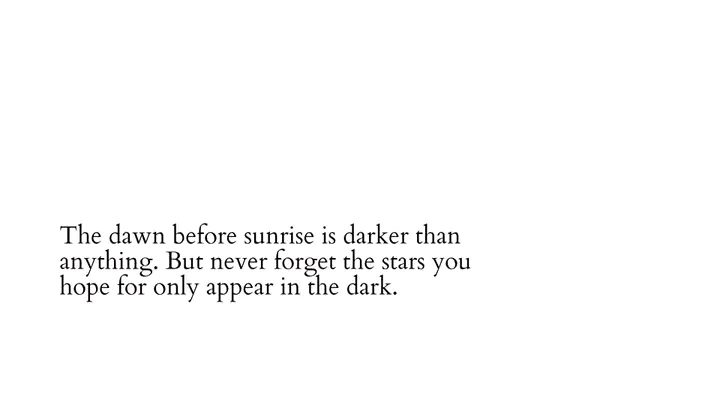 The dawn before sunrise is darker than
anything. But never forget the stars you
hope for only appear in the dark.